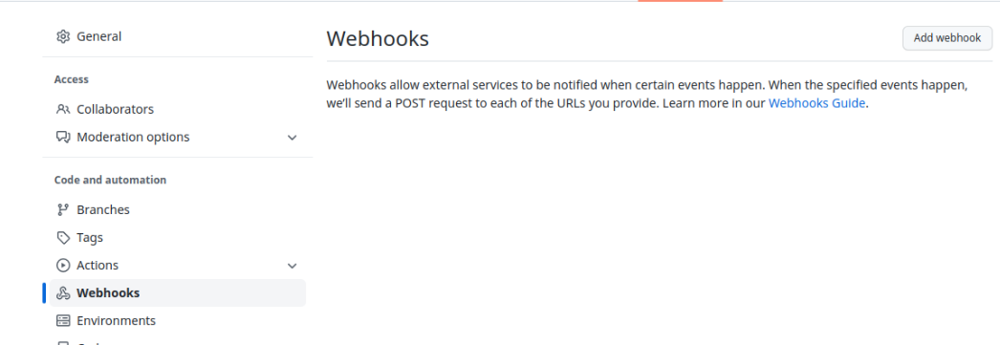 General
Access
Collaborators
Moderation options
Code and automation
Branches
Tags
Actions
Webhooks
Environments
Webhooks
Add webhook
Webhooks allow external services to be notified when certain events happen. When the specified events happen,
we'll send a POST request to each of the URLs you provide. Learn more in our Webhooks Guide.